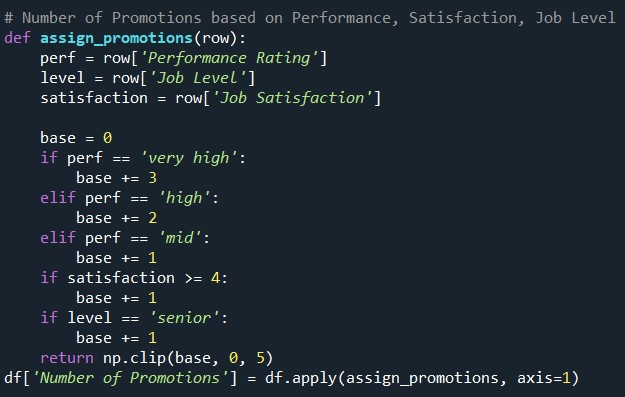 # Number of Promotions based on Performance, Satisfaction, Job Level
def assign_promotions(row):
    perf = row['Performance Rating']
    level = row['Job Level']
    satisfaction = row['Job Satisfaction']

    base = 0
    if perf == 'very high':
        base += 3
    elif perf == 'high':
        base += 2
    elif perf == 'mid':
        base += 1
    if satisfaction >= 4:
        base += 1
    if level == 'senior':
        base += 1
    return np.clip(base, 0, 5)
df['Number of Promotions'] = df.apply(assign_promotions, axis=1)